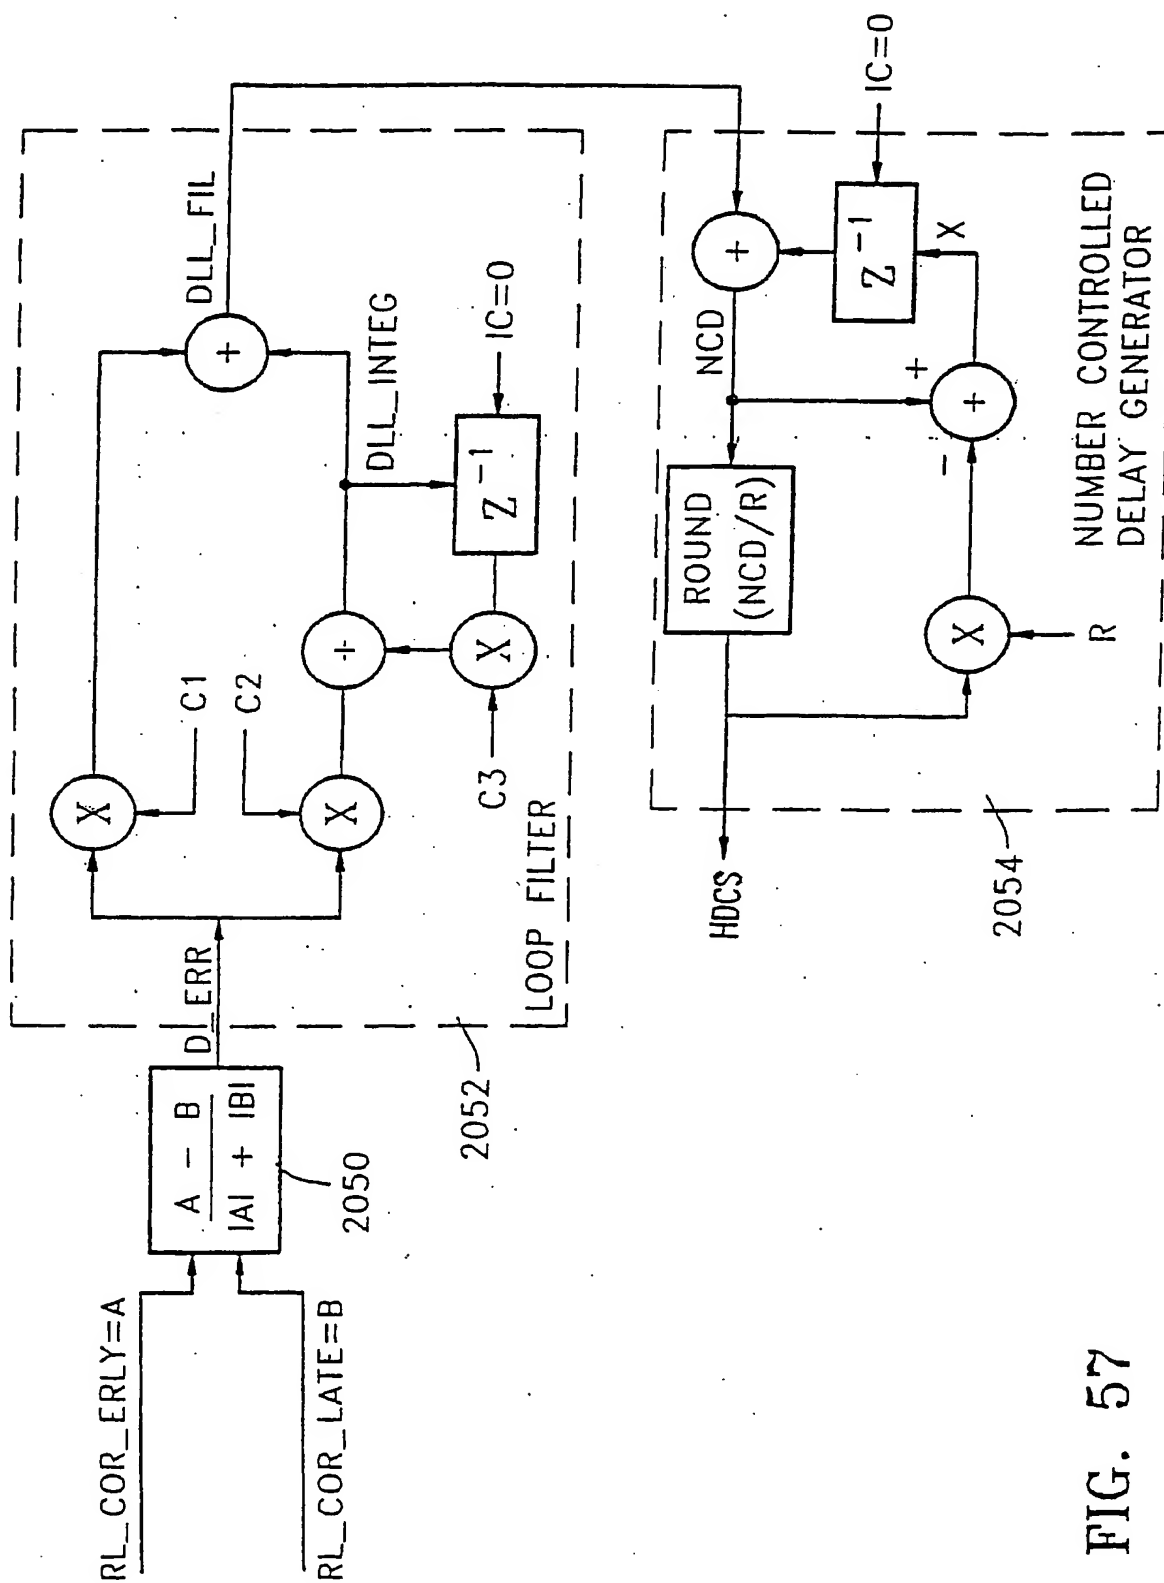 RL_COR_ERLY=A
RL_COR_LATE=B
A - B
|A| + |B|
2050
D_ERR
2052
LOOP FILTER
X
C1
C2
X
C3
X
+
Z-1
IC=0
DLL_INTEG
+
DLL_FIL
HDCS
2054
ROUND
(NCD/R)
NCD
+
X
R
-
+
+
X
Z-1
IC=0
NUMBER CONTROLLED
DELAY GENERATOR
FIG. 57